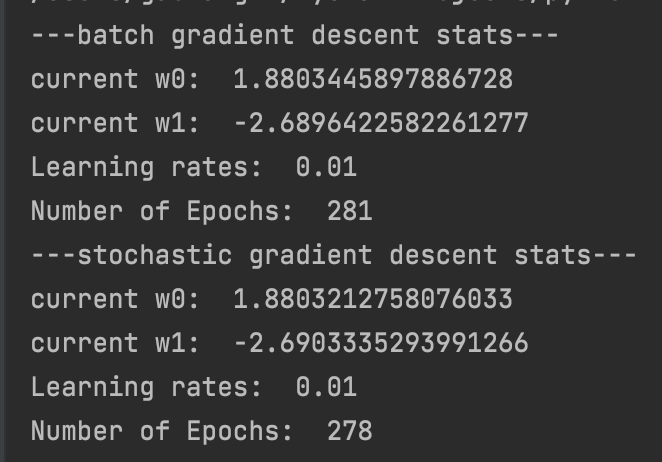 ---batch gradient descent stats---
current w0:  1.8803445897886728
current w1:  -2.6896422582261277
Learning rates:  0.01
Number of Epochs:  281
---stochastic gradient descent stats---
current w0:  1.8803212758076033
current w1:  -2.6903335293991266
Learning rates:  0.01
Number of Epochs:  278